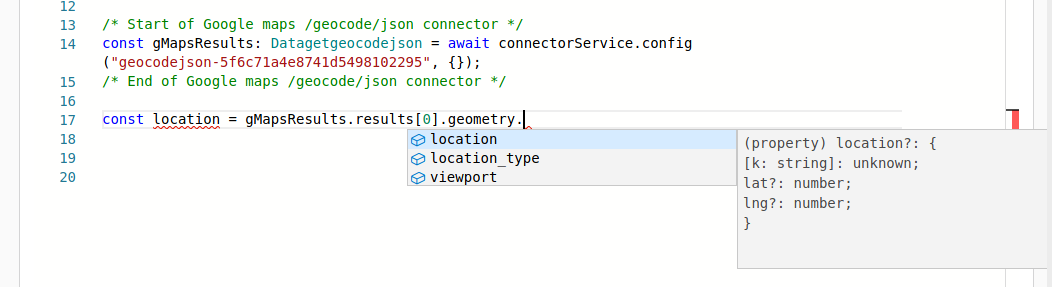 12
13 /* Start of Google maps /geocode/json connector */
14 const gMapsResults: Datagetgeocodejson = await connectorService.config
("geocodejson-5f6c71a4e8741d5498102295", {});
15 /* End of Google maps /geocode/json connector */
16
17 const location = gMapsResults.results[0].geometry.
18 location
19 location_type
20 viewport
(property) location?: {
[k: string]: unknown;
lat?: number;
lng?: number;
}